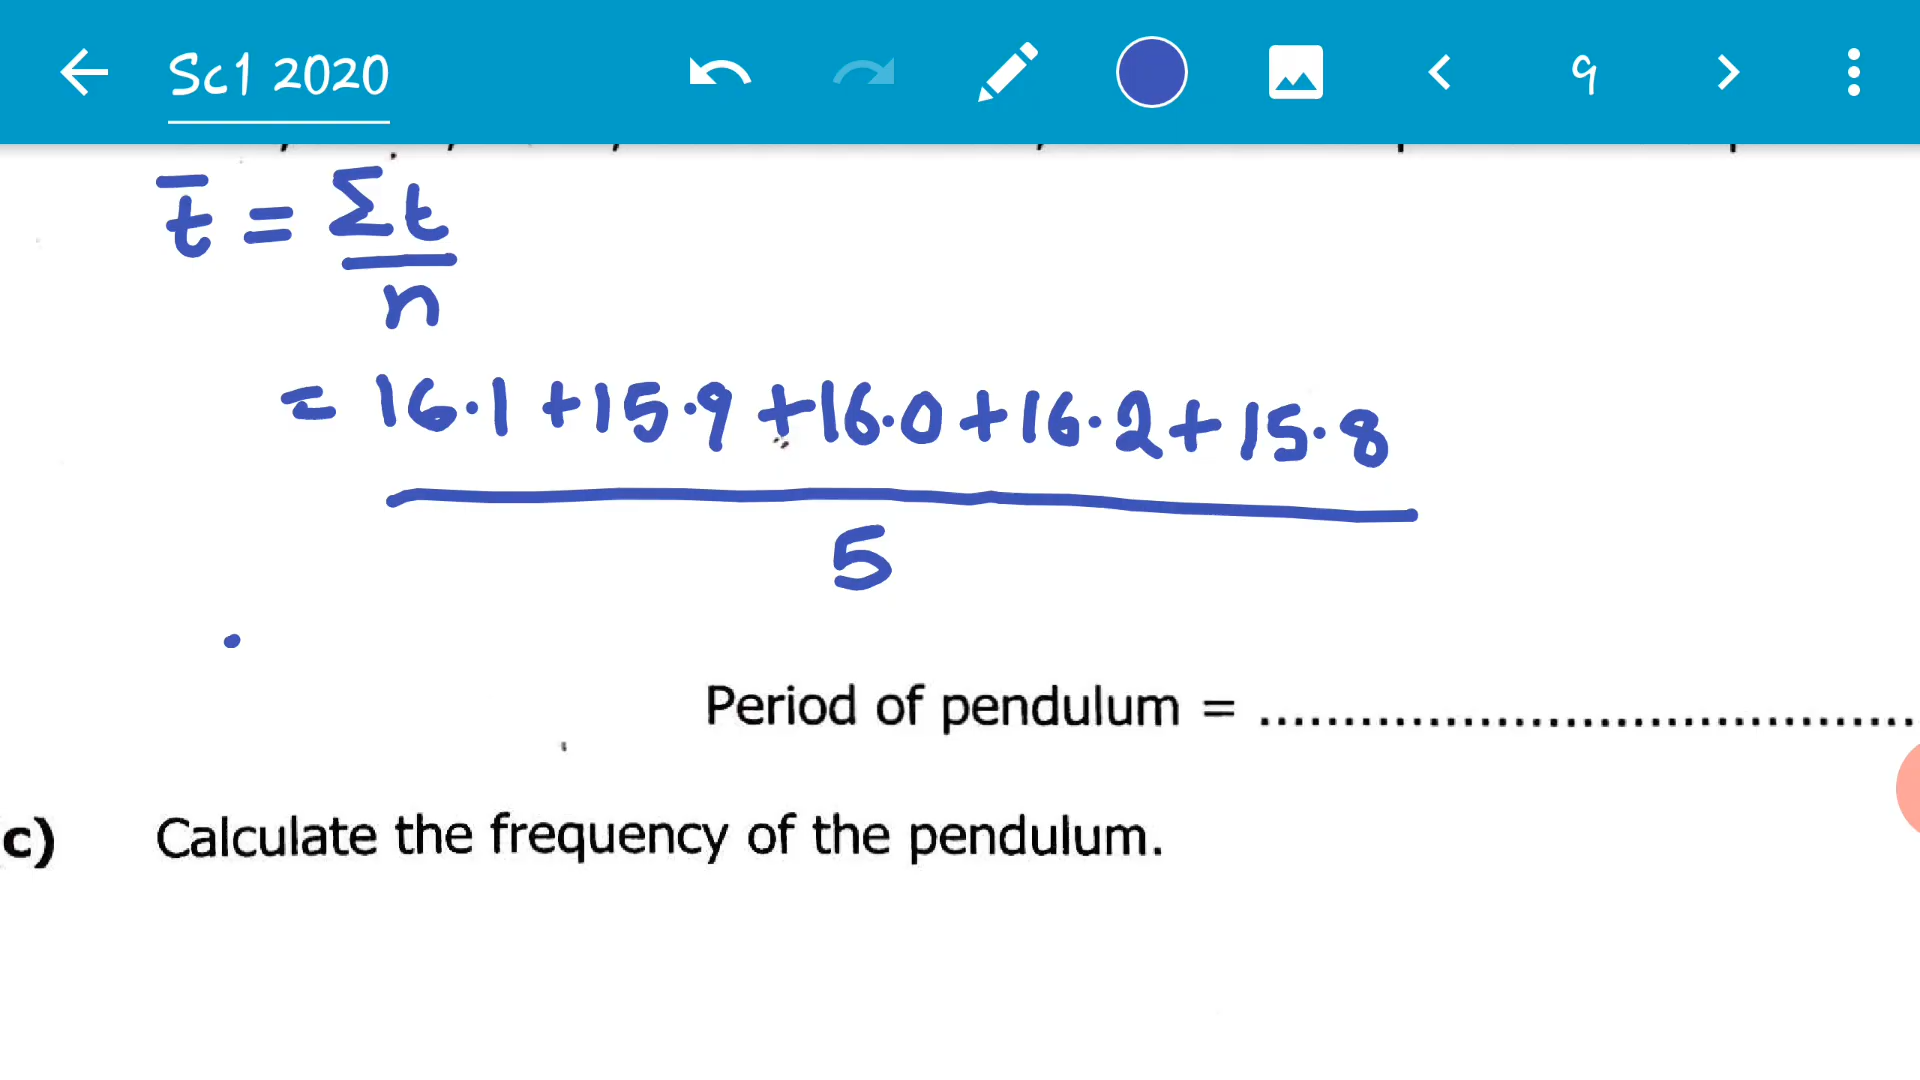 Sc1 2020 9
t̄ = Σt
n
= 16.1 + 15.9 + 16.0 + 16.2 + 15.8
5
Period of pendulum = ......................................
c) Calculate the frequency of the pendulum.